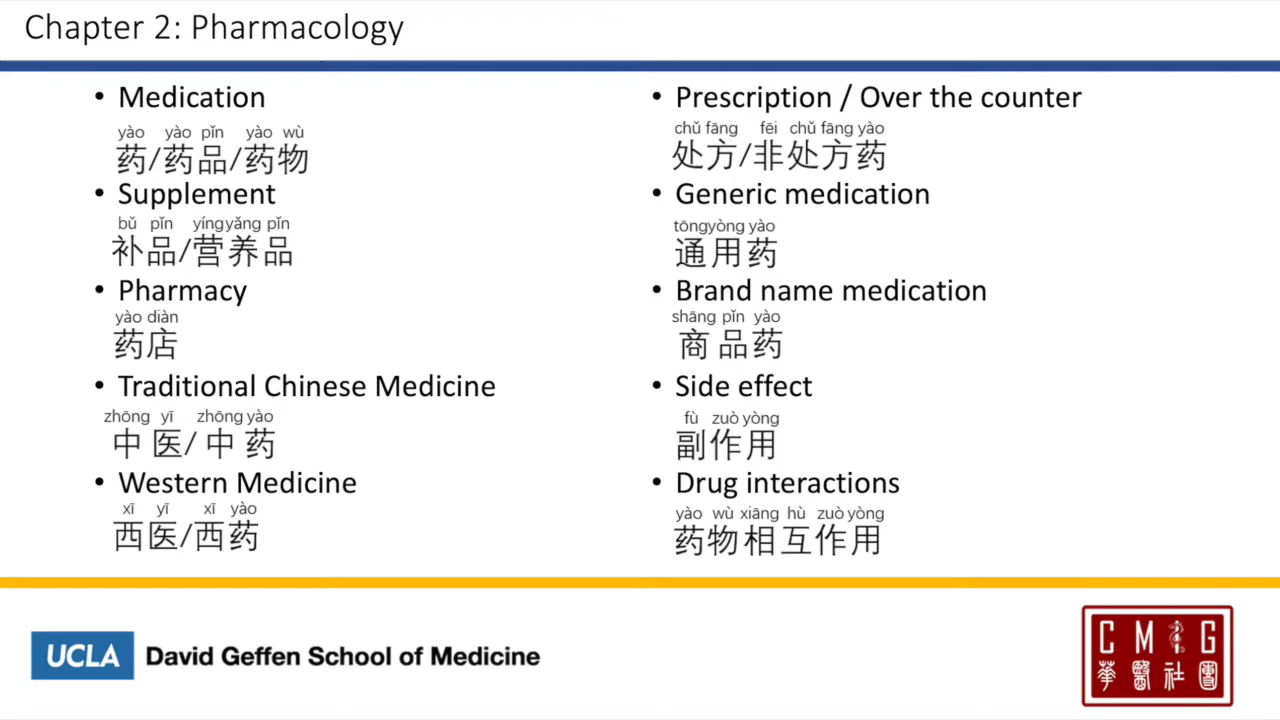 Chapter 2: Pharmacology
• Medication
yào yào pǐn yào wù
药/药品/药物
• Supplement
bǔ pǐn yíngyǎng pǐn
补品/营养品
• Pharmacy
yào diàn
药店
• Traditional Chinese Medicine
zhōng yī zhōng yào
中医/中药
• Western Medicine
xī yī xī yào
西医/西药
• Prescription / Over the counter
chǔ fāng fēi chǔ fāng yào
处方/非处方药
• Generic medication
tōngyòng yào
通用药
• Brand name medication
shāng pǐn yào
商品药
• Side effect
fù zuò yòng
副作用
• Drug interactions
yào wù xiāng hù zuò yòng
药物相互作用
UCLA David Geffen School of Medicine
C M I G
華醫社團